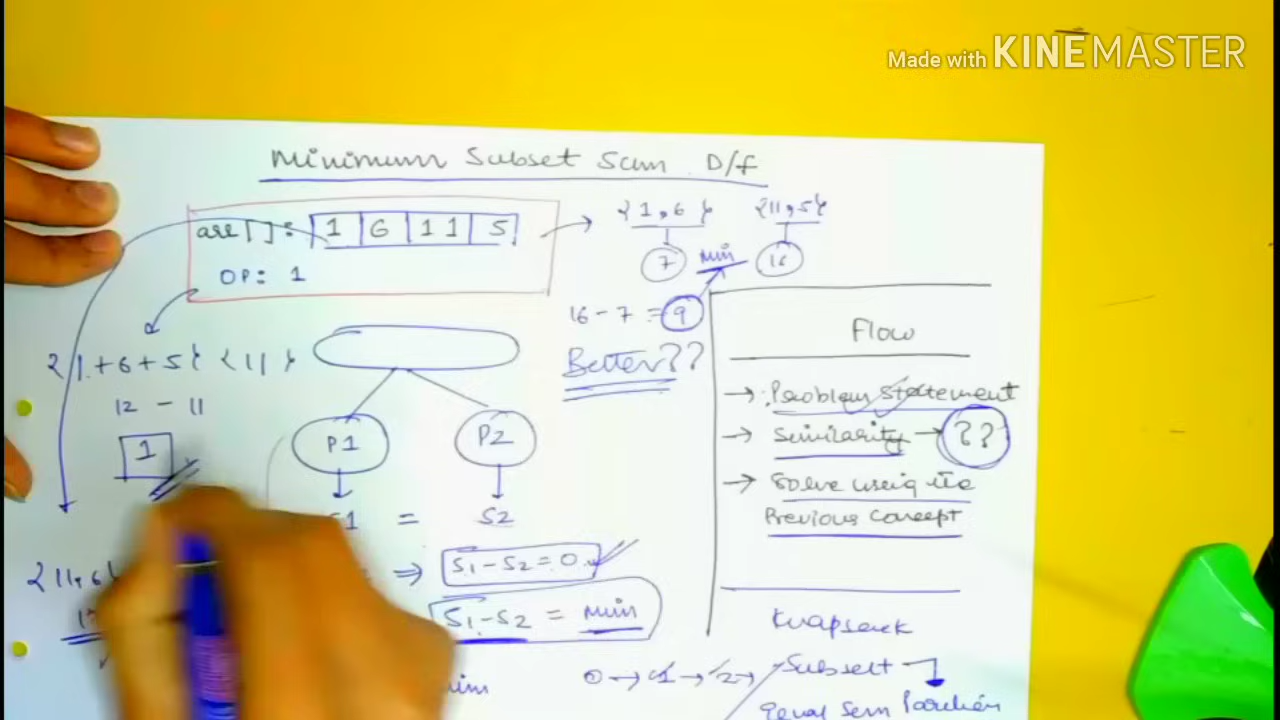 Made with KINEMASTER
Minimum Subset Sum D/f
arr[]: 1 6 11 5
OP: 1
{1,6} {11,5}
7 Min 16
16 - 7 = 9
Better??
{1+6+5} {11}
12 - 11
1
P1 P2
S1 = S2
{11,6}
S1-S2=0
S1-S2 = Min
Flow
→ Problem statement
→ Similarity → ??
→ Solve using the
Previous concept
Knapsack
0 → 1 → 2 → Subset
Equal Sum Partition